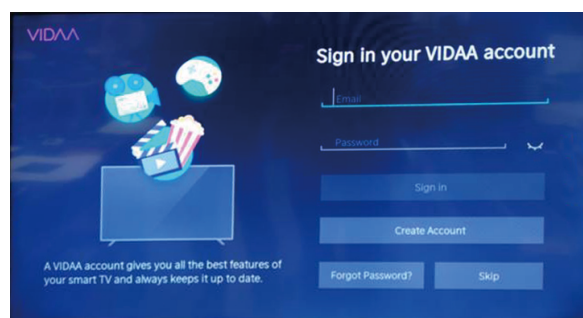 VIDAA
Sign in your VIDAA account
Email
Password
Sign in
Create Account
Forgot Password?
Skip
A VIDAA account gives you all the best features of
your smart TV and always keeps it up to date.